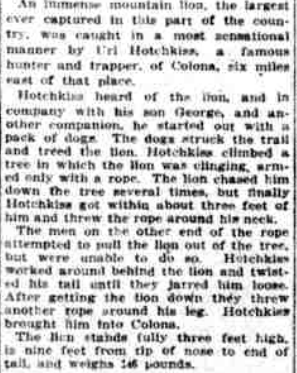 An immense mountain lion, the largest
ever captured in this part of the coun-
try, was caught in a most sensational
manner by Uri Hotchkiss, a famous
hunter and trapper, of Colona, six miles
east of that place.
Hotchkiss heard of the lion, and in
company with his son George, and an-
other companion, he started out with a
pack of dogs. The dogs struck the trail
and treed the lion. Hotchkiss climbed a
tree in which the lion was clinging, arm-
ed only with a rope. The lion chased him
down the tree several times, but finally
Hotchkiss got within about three feet of
him and threw the rope around his neck.
The men on the other end of the rope
attempted to pull the lion out of the tree,
but were unable to do so. Hotchkiss
worked around behind the lion and twist-
ed his tail until they jarred him loose.
After getting the lion down they threw
another rope around his leg. Hotchkiss
brought him into Colona.
The lion stands fully three feet high,
is nine feet from tip of nose to end of
tail, and weighs 146 pounds.